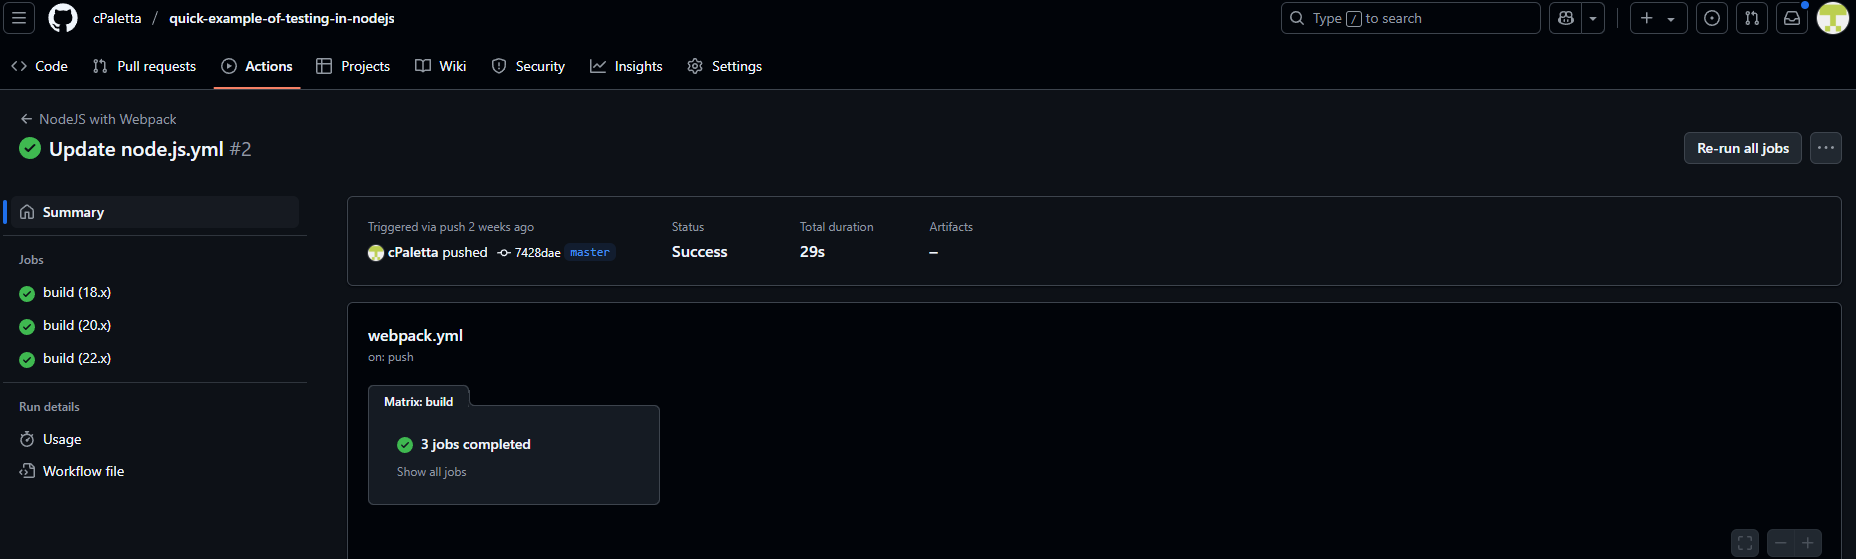 cPaletta / quick-example-of-testing-in-nodejs
Type / to search
Code Pull requests Actions Projects Wiki Security Insights Settings
NodeJS with Webpack
Update node.js.yml #2
Re-run all jobs
Summary
Jobs
build (18.x)
build (20.x)
build (22.x)
Run details
Usage
Workflow file
Triggered via push 2 weeks ago
cPaletta pushed 7428dae master
Status
Success
Total duration
29s
Artifacts
–
webpack.yml
on: push
Matrix: build
3 jobs completed
Show all jobs